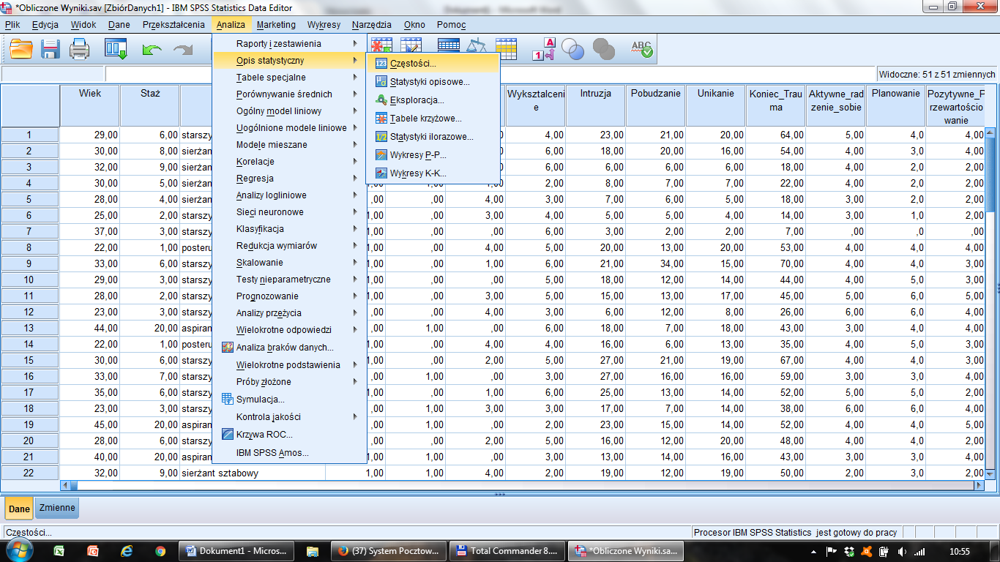 *Obliczone Wyniki.sav [ZbiórDanych1] - IBM SPSS Statistics Data Editor
Plik Edycja Widok Dane Przekształcenia Analiza Marketing Wykresy Narzędzia Okno Pomoc
Widoczne: 51 z 51 zmiennych
Raporty i zestawienia
Opis statystyczny
Tabele specjalne
Porównywanie średnich
Ogólny model liniowy
Uogólnione modele liniowe
Modele mieszane
Korelacje
Regresja
Analizy logliniowe
Sieci neuronowe
Klasyfikacja
Redukcja wymiarów
Skalowanie
Testy nieparametryczne
Prognozowanie
Analizy przeżycia
Wielokrotne odpowiedzi
Analiza braków danych...
Wielokrotne podstawienia
Próby złożone
Symulacja...
Kontrola jakości
Krzywa ROC...
IBM SPSS Amos...
Częstości...
Statystyki opisowe...
Eksploracja...
Tabele krzyżowe...
Statystyki ilorazowe...
Wykresy P-P...
Wykresy K-K...
Wiek Staż Wyksztalceni Intruzja Pobudzanie Unikanie Koniec_Trau Aktywne_rad Planowanie Pozytywne_P
e ma zenie_sobie rzewartościo
wanie
1 29,00 6,00 starszy 4,00 23,00 21,00 20,00 64,00 5,00 4,0 4,00
2 30,00 8,00 sierżan 6,00 18,00 20,00 16,00 54,00 4,00 3,0 4,00
3 32,00 9,00 sierżan 6,00 6,00 6,00 6,00 18,00 4,00 2,0 2,00
4 30,00 5,00 sierżan 2,00 8,00 7,00 7,00 22,00 4,00 2,0 2,00
5 28,00 4,00 sierżan ,00 ,00 4,00 3,00 7,00 6,00 5,00 18,00 3,00 2,0 2,00
6 25,00 2,00 starszy 1,00 ,00 3,00 4,00 5,00 5,00 4,00 14,00 3,00 1,0 2,00
7 37,00 3,00 starszy 1,00 ,00 ,00 6,00 3,00 2,00 2,00 7,00 ,00 ,0 ,00
8 22,00 1,00 posteru 1,00 ,00 4,00 5,00 20,00 13,00 20,00 53,00 4,00 4,0 4,00
9 33,00 6,00 starszy 1,00 ,00 1,00 6,00 21,00 34,00 15,00 70,00 4,00 4,0 3,00
10 29,00 3,00 starszy 1,00 ,00 ,00 5,00 18,00 12,00 14,00 44,00 4,00 5,0 3,00
11 28,00 2,00 starszy 1,00 ,00 3,00 5,00 15,00 13,00 17,00 45,00 5,00 6,0 5,00
12 23,00 3,00 starszy 1,00 ,00 4,00 3,00 6,00 12,00 8,00 26,00 6,00 6,0 4,00
13 44,00 20,00 aspiran ,00 1,00 ,00 6,00 18,00 7,00 18,00 43,00 3,00 4,0 4,00
14 22,00 1,00 posteru 1,00 ,00 4,00 4,00 16,00 6,00 13,00 35,00 4,00 5,0 3,00
15 30,00 6,00 starszy 1,00 ,00 2,00 5,00 27,00 21,00 19,00 67,00 4,00 4,0 3,00
16 33,00 7,00 starszy ,00 1,00 ,00 3,00 27,00 16,00 16,00 59,00 3,00 3,0 4,00
17 35,00 6,00 starszy 1,00 ,00 1,00 6,00 25,00 13,00 14,00 52,00 5,00 5,0 2,00
18 23,00 3,00 starszy ,00 1,00 3,00 3,00 17,00 7,00 14,00 38,00 6,00 6,0 4,00
19 45,00 20,00 aspiran ,00 1,00 ,00 2,00 23,00 15,00 14,00 52,00 4,00 4,0 5,00
20 28,00 6,00 starszy ,00 ,00 2,00 5,00 16,00 12,00 20,00 48,00 4,00 4,0 2,00
21 40,00 20,00 aspiran 1,00 1,00 ,00 3,00 13,00 14,00 16,00 43,00 3,00 3,0 4,00
22 32,00 9,00 sierżant sztabowy 1,00 1,00 4,00 2,00 19,00 12,00 19,00 50,00 2,00 3,0 2,00
Dane Zmienne
Częstości... Procesor IBM SPSS Statistics jest gotowy do pracy
Dokument1 - Micros... (37) System Pocztow... Total Commander 8.... *Obliczone Wyniki.sa... 10:55